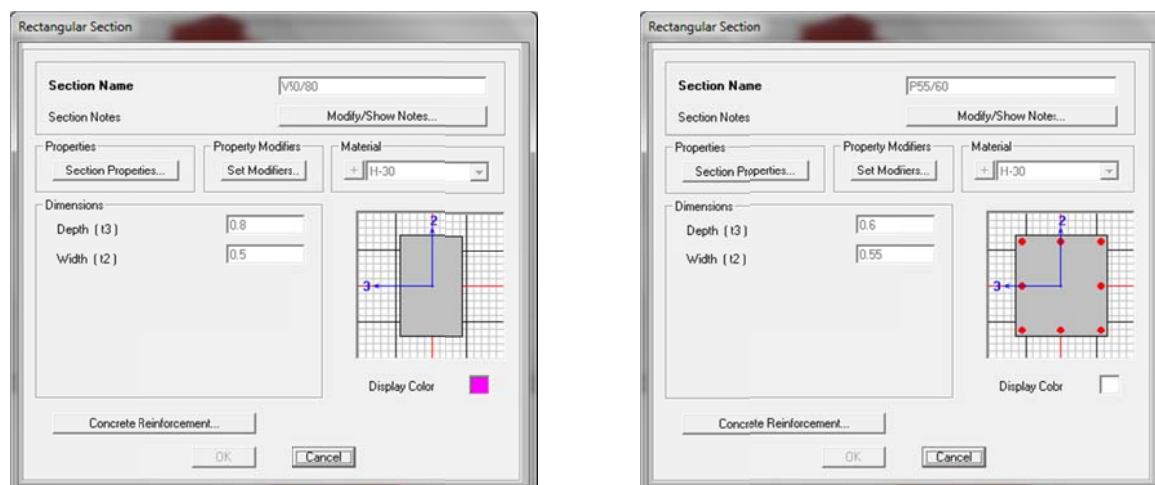 Rectangular Section
Section Name
V50/80
Section Notes
Modify/Show Notes...
Properties
Property Modifiers
Material
Section Properties...
Set Modifiers..
+
H-30
Dimensions
Depth ( t3 )
0.8
Width ( t2 )
0.5
2
3
Display Color
Concrete Reinforcement...
OK
Cancel
Rectangular Section
Section Name
P55/60
Section Notes
Modify/Show Notes...
Properties
Property Modifiers
Material
Section Properties...
Set Modifiers...
+
H-30
Dimensions
Depth ( t3 )
0.6
Width ( t2 )
0.55
2
3
Display Color
Concrete Reinforcement...
OK
Cancel